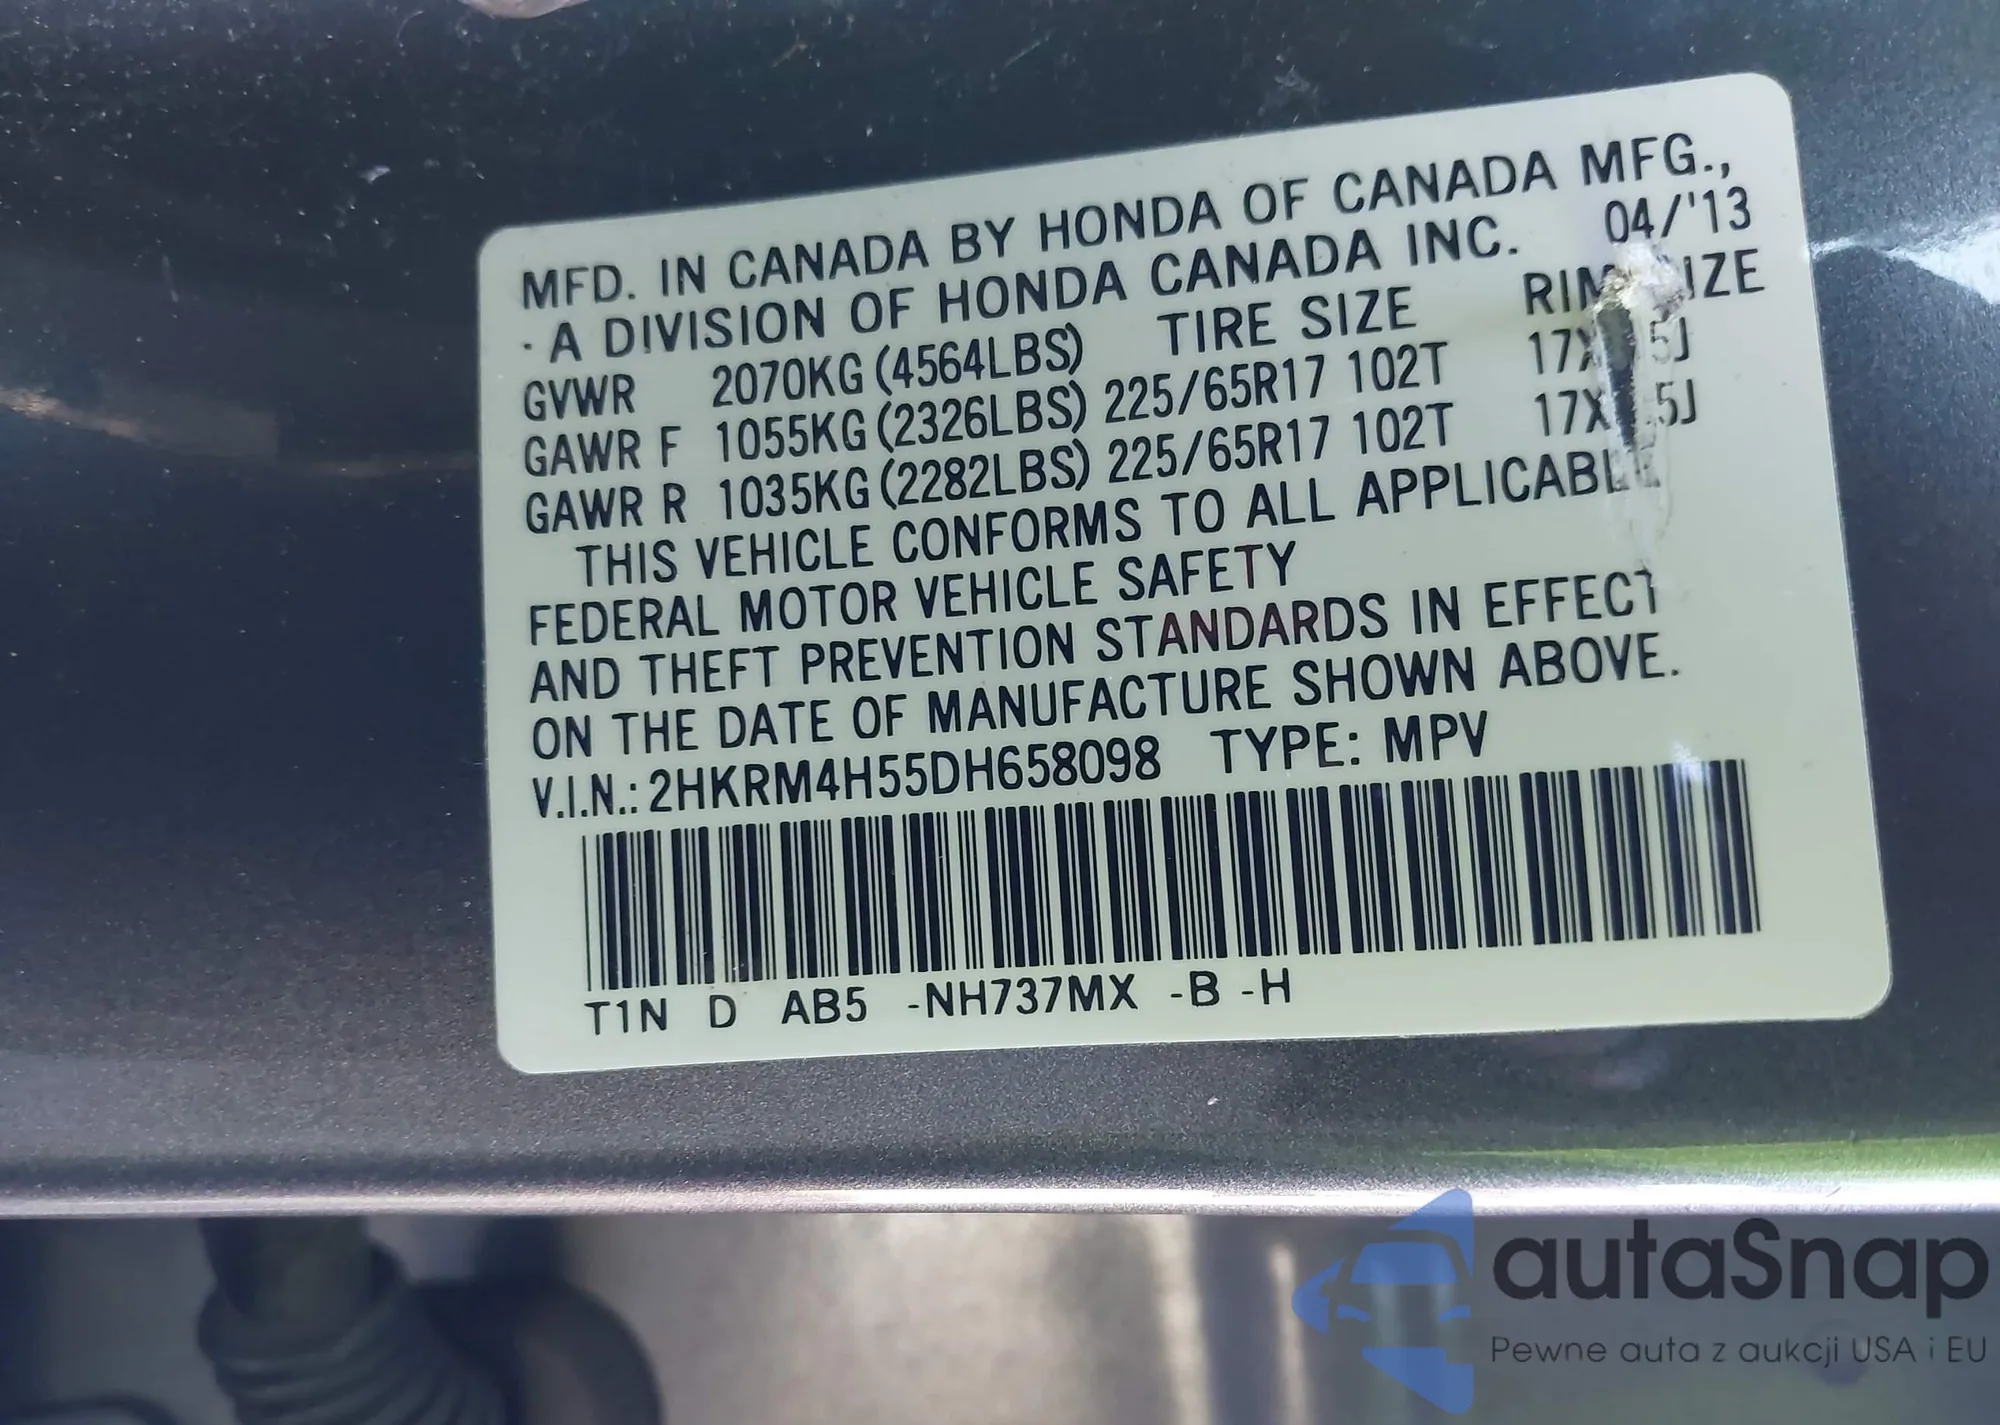 MFD. IN CANADA BY HONDA OF CANADA MFG.,
· A DIVISION OF HONDA CANADA INC. 04/'13
GVWR 2070KG (4564LBS) TIRE SIZE
GAWR F 1055KG (2326LBS) 225/65R17 102T
GAWR R 1035KG (2282LBS) 225/65R17 102T
THIS VEHICLE CONFORMS TO ALL APPLICABLE
FEDERAL MOTOR VEHICLE SAFETY
AND THEFT PREVENTION STANDARDS IN EFFECT
ON THE DATE OF MANUFACTURE SHOWN ABOVE.
V.I.N.: 2HKRM4H55DH658098 TYPE: MPV
T1N D AB5 -NH737MX -B -H
autaSnap
Pewne auta z aukcji USA i EU